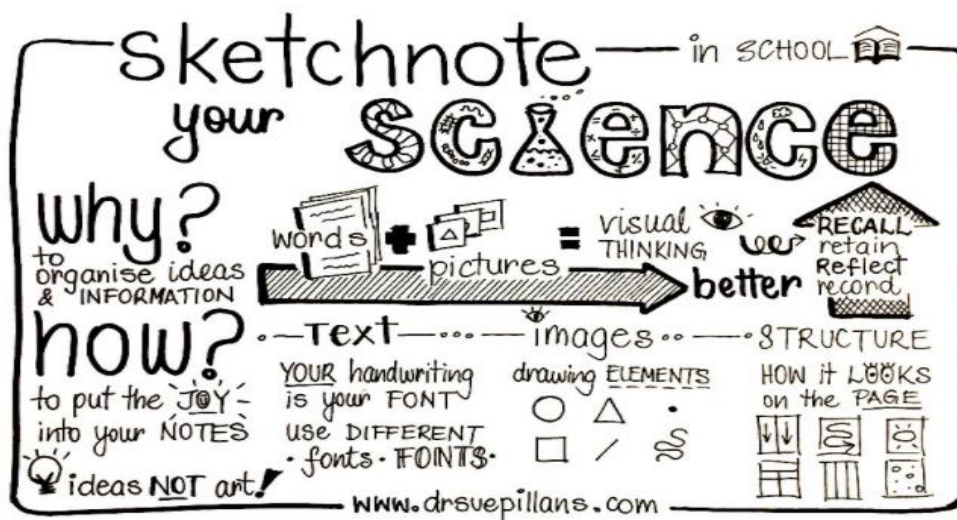 sketchnote in SCHOOL
your science
why?
to
organise ideas
& INFORMATION
words + pictures = visual THINKING
better
RECALL
retain
Reflect
record
how?
to put the JOY
into your NOTES
ideas NOT art!
Text
YOUR handwriting
is your FONT
use DIFFERENT
• fonts • FONTS •
images
drawing ELEMENTS
STRUCTURE
HOW it LOOKS
on the PAGE
www.drsuepillans.com